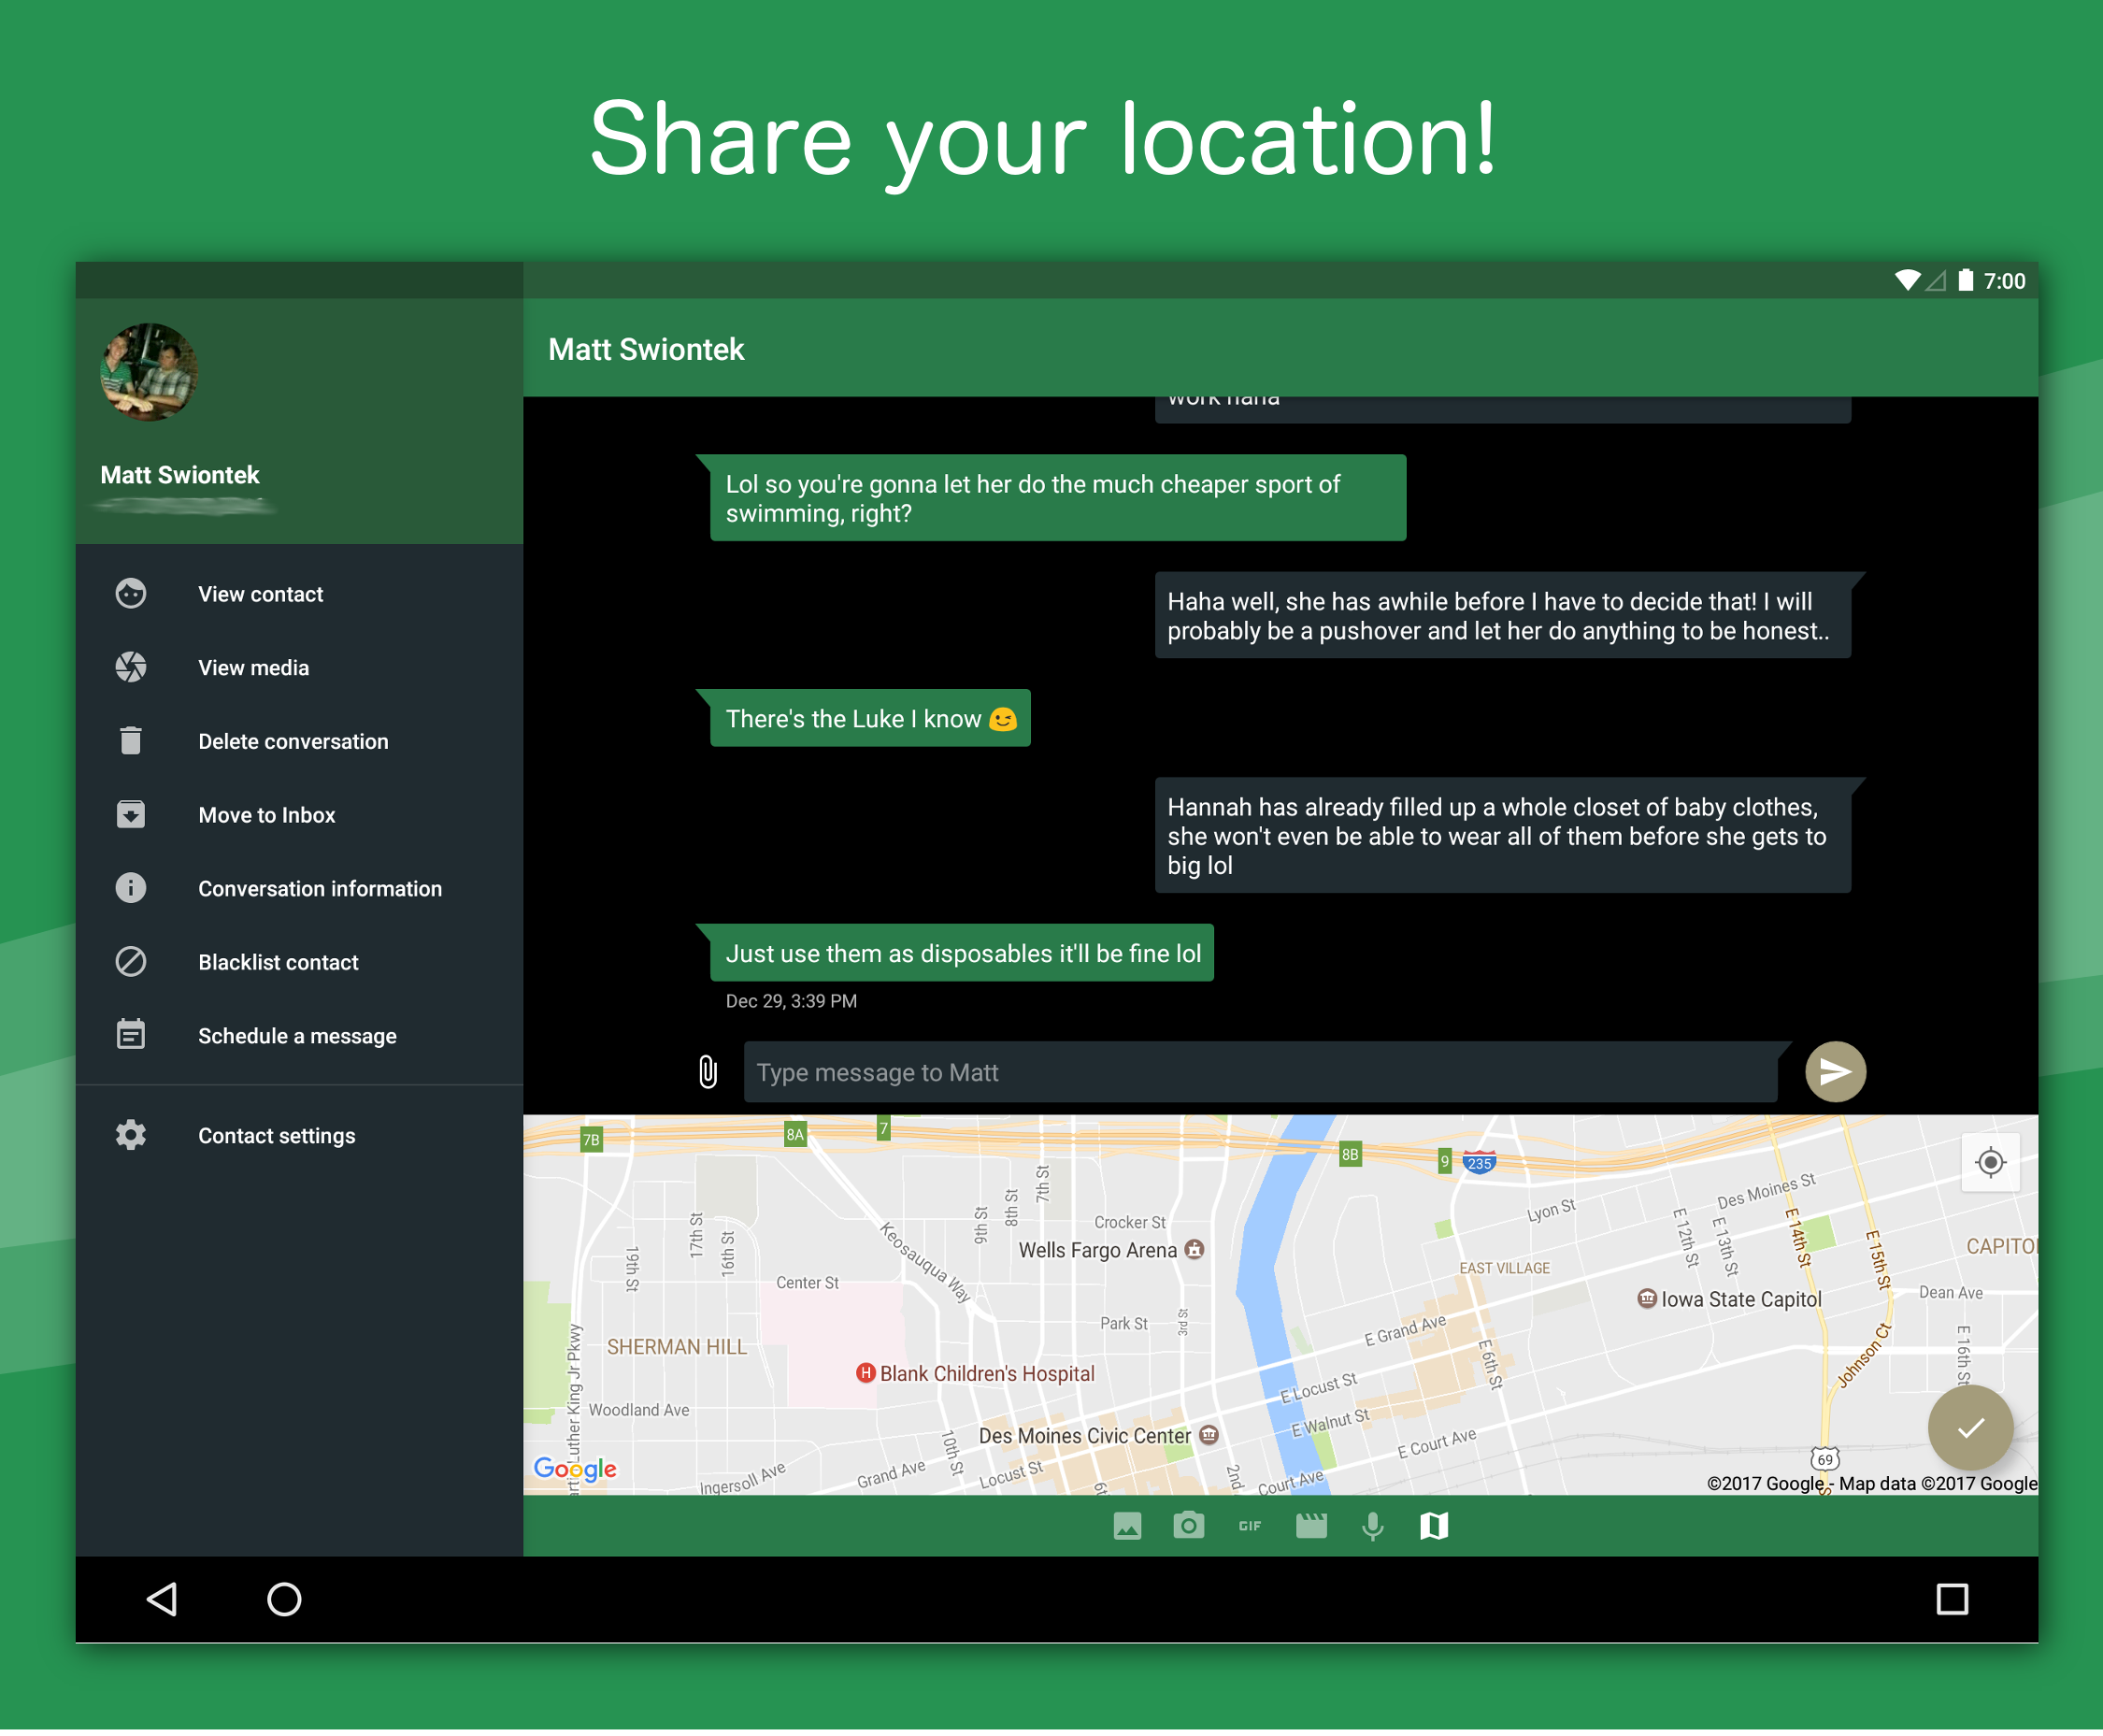 Share your location!
7:00
Matt Swiontek
Matt Swiontek
View contact
View media
Delete conversation
Move to Inbox
Conversation information
Blacklist contact
Schedule a message
Contact settings
work haha
Lol so you're gonna let her do the much cheaper sport of
swimming, right?
Haha well, she has awhile before I have to decide that! I will
probably be a pushover and let her do anything to be honest..
There's the Luke I know 😉
Hannah has already filled up a whole closet of baby clothes,
she won't even be able to wear all of them before she gets to
big lol
Just use them as disposables it'll be fine lol
Dec 29, 3:39 PM
Type message to Matt
7B
8A
7
8B
9
235
19th St
17th St
16th St
Keosauqua Way
9th St
8th St
7th St
Crocker St
Wells Fargo Arena
Center St
Park St
3rd St
SHERMAN HILL
H
Blank Children's Hospital
Woodland Ave
Luther King Jr Pkwy
Des Moines Civic Center
Ingersoll Ave
Grand Ave
10th St
Locust St
2nd
Court Ave
Lyon St
Des Moines St
E 12th St
E 13th St
E 14th St
E 15th St
EAST VILLAGE
Iowa State Capitol
Dean Ave
E Grand Ave
E 6th St
E Locust St
E Walnut St
E Court Ave
Johnson Ct
E 16th St
69
Google
©2017 Google - Map data ©2017 Google
GIF